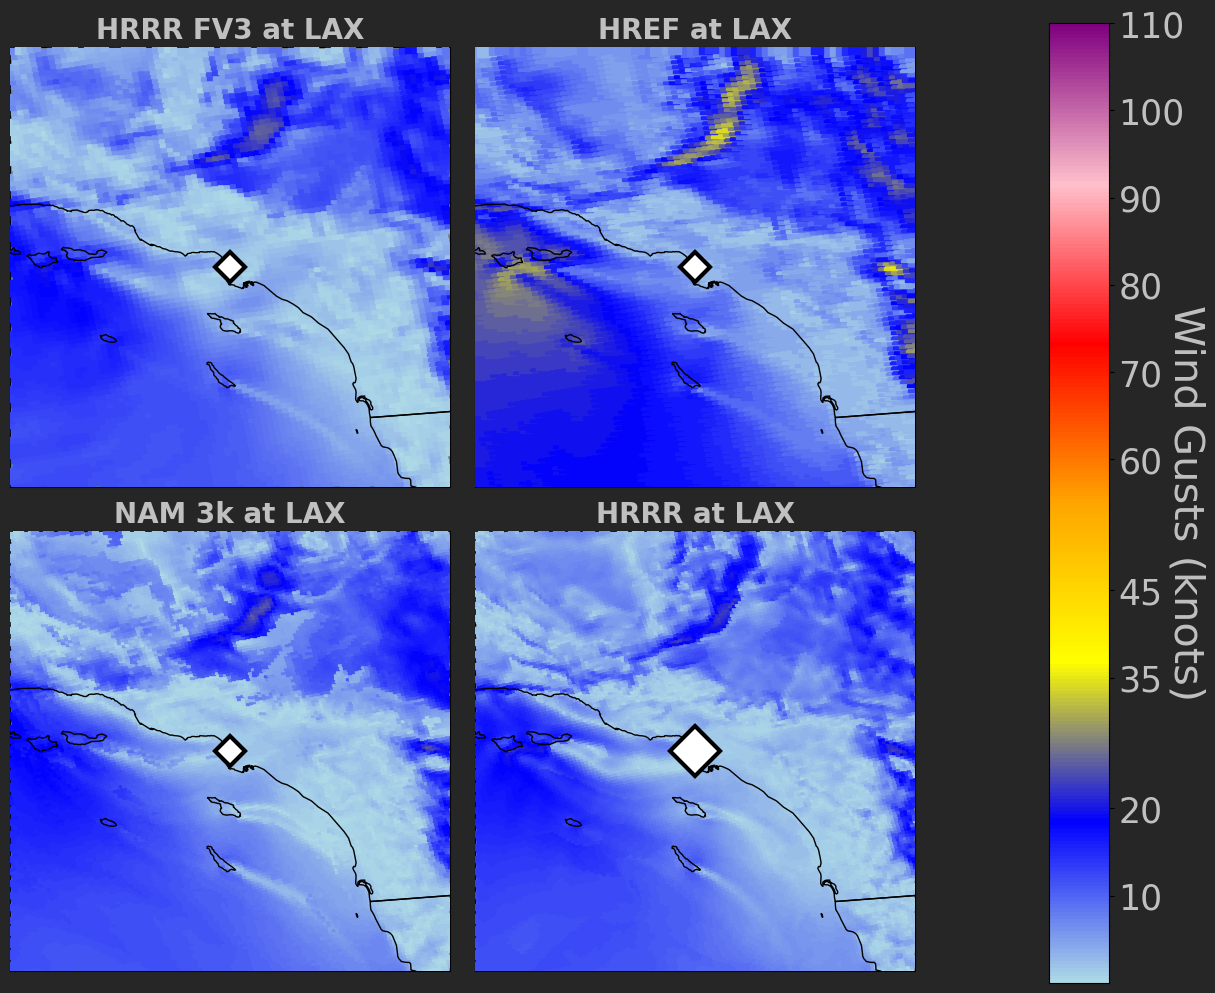 HRRR FV3 at LAX
HREF at LAX
NAM 3k at LAX
HRRR at LAX
110
100
90
80
70
60
45
35
20
10
Wind Gusts (knots)